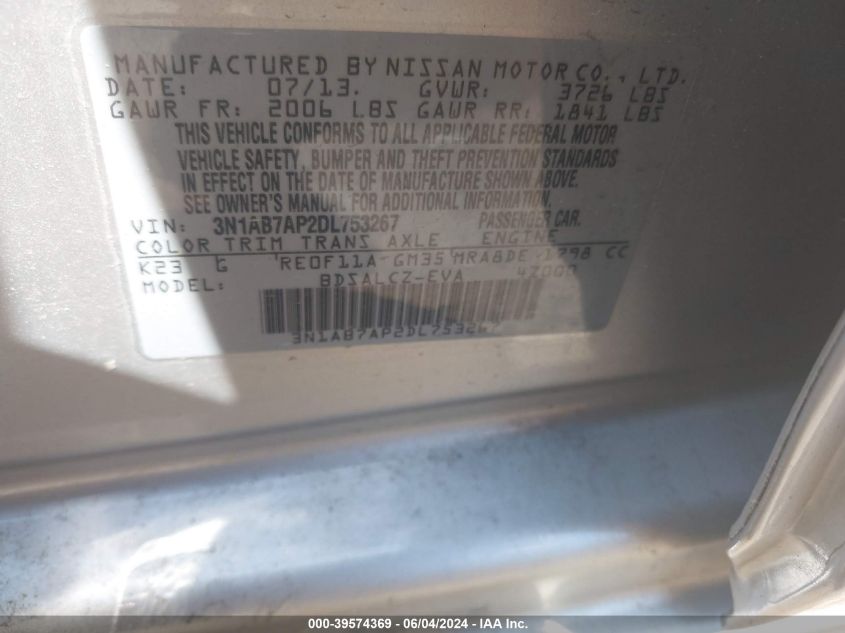 MANUFACTURED BY NISSAN MOTOR CO., LTD.
DATE: 07/13. GVWR: 3726 LBS
GAWR FR: 2006 LBS GAWR RR: 1841 LBS
THIS VEHICLE CONFORMS TO ALL APPLICABLE FEDERAL MOTOR
VEHICLE SAFETY, BUMPER AND THEFT PREVENTION STANDARDS
IN EFFECT ON THE DATE OF MANUFACTURE SHOWN ABOVE.
SEE OWNER'S MANUAL FOR ADDITIONAL INFORMATION.
VIN: 3N1AB7AP2DL753267 PASSENGER CAR.
COLOR TRIM TRANS AXLE ENGINE
K23 G RE0F11A GM35 MRA8DE 1798 CC
MODEL: BDSALCZ-EVA 4Z000
3N1AB7AP2DL753267
000-39574369 - 06/04/2024 - IAA Inc.